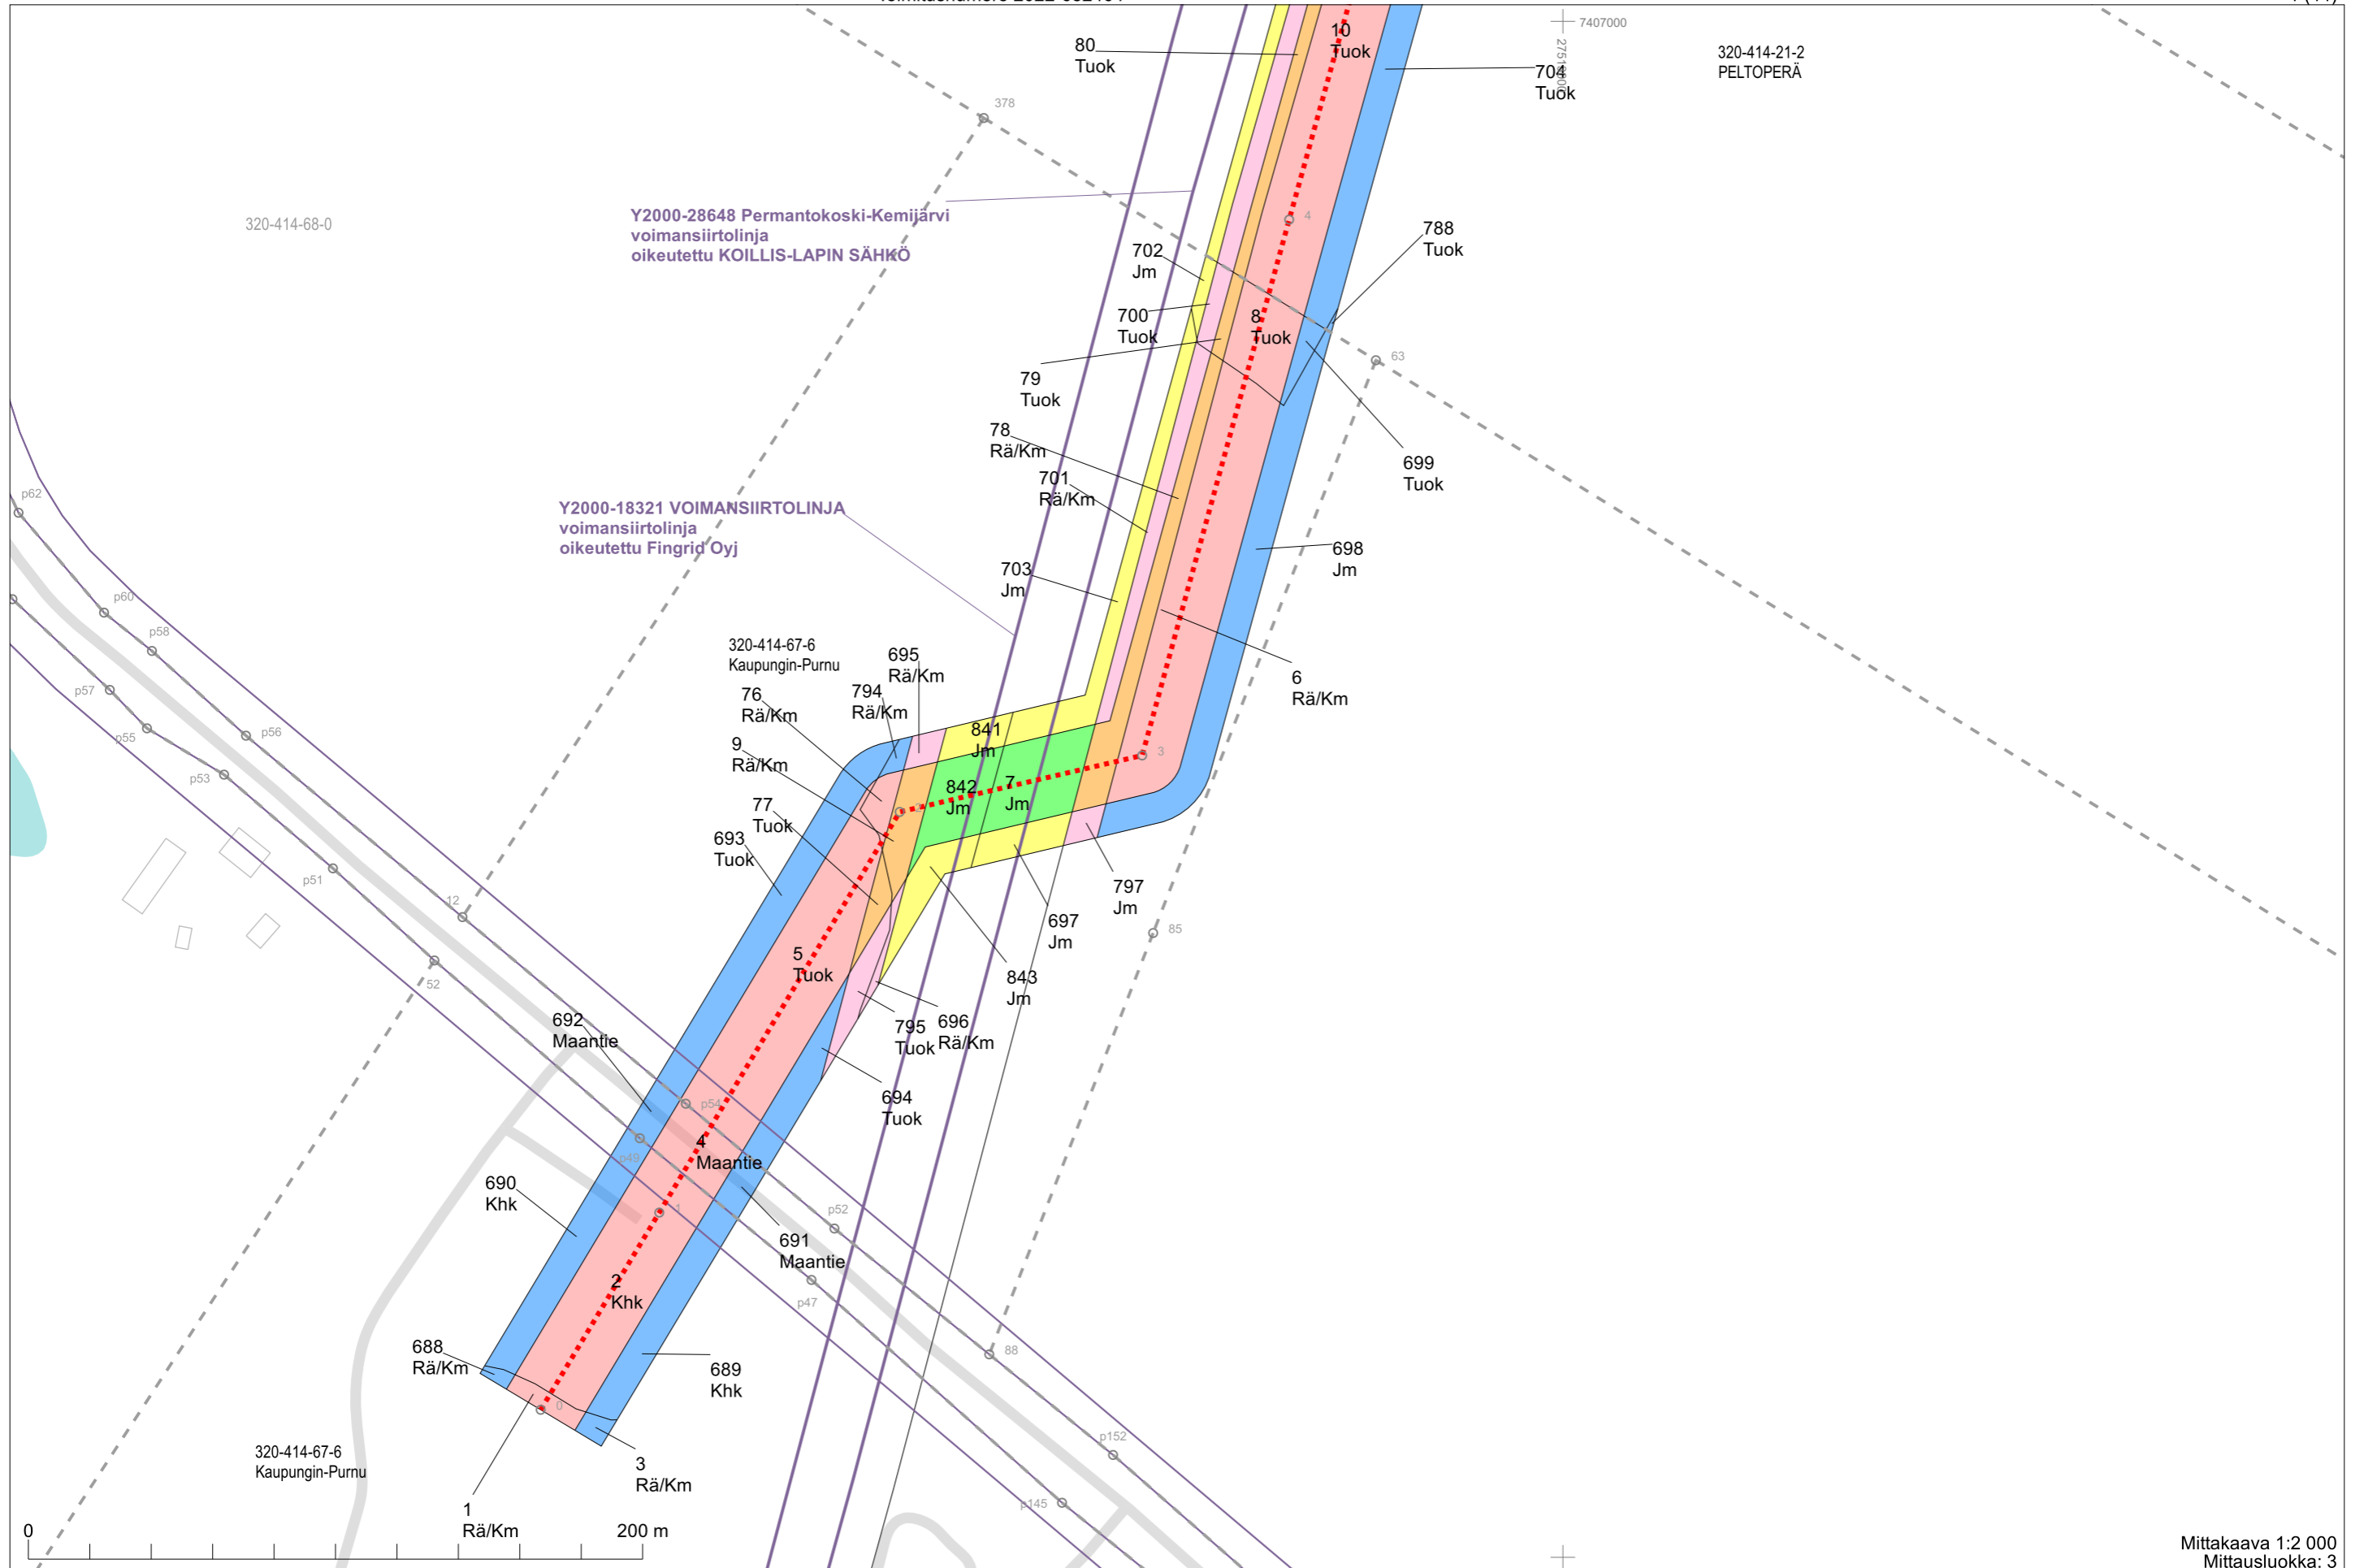 7407000
80
Tuok
10
Tuok
704
Tuok
320-414-21-2
PELTOPERÄ
378
320-414-68-0
Y2000-28648 Permantokoski-Kemijärvi
voimansiirtolinja
oikeutettu KOILLIS-LAPIN SÄHKÖ
4
788
Tuok
702
Jm
700
Tuok
8
Tuok
63
79
Tuok
78
Rä/Km
701
Rä/Km
699
Tuok
p62
Y2000-18321 VOIMANSIIRTOLINJA
voimansiirtolinja
oikeutettu Fingrid Oyj
698
Jm
703
Jm
p60
p58
320-414-67-6
Kaupungin-Purnu
695
Rä/Km
6
Rä/Km
p57
76
Rä/Km
794
Rä/Km
p56
p55
9
Rä/Km
841
Jm
3
p53
842
Jm
7
Jm
77
Tuok
693
Tuok
p51
12
797
Jm
697
Jm
85
52
5
Tuok
843
Jm
692
Maantie
795
Tuok
696
Rä/Km
694
Tuok
p54
4
Maantie
p49
690
Khk
1
p52
691
Maantie
2
Khk
p47
688
Rä/Km
689
Khk
88
0
320-414-67-6
Kaupungin-Purnu
3
Rä/Km
p152
1
Rä/Km
p145
0
200 m
Mittakaava 1:2 000
Mittausluokka: 3